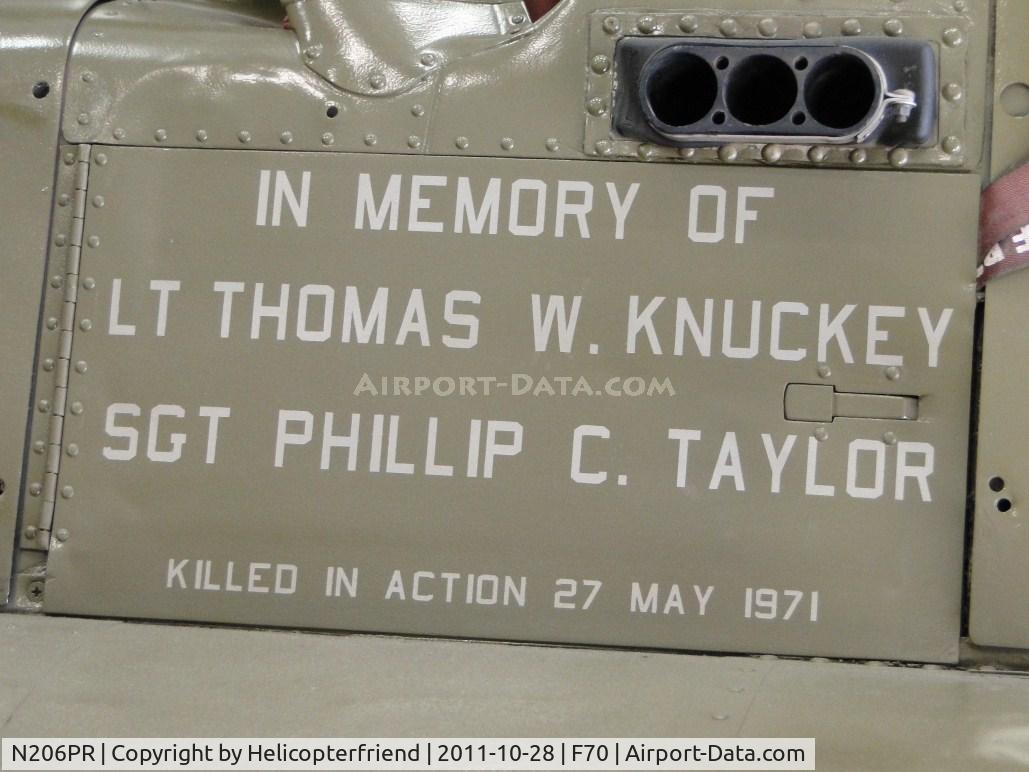 IN MEMORY OF
LT THOMAS W. KNUCKEY
AIRPORT-DATA.COM
SGT PHILLIP C. TAYLOR
KILLED IN ACTION 27 MAY 1971
N206PR | Copyright by Helicopterfriend | 2011-10-28 | F70 | Airport-Data.com